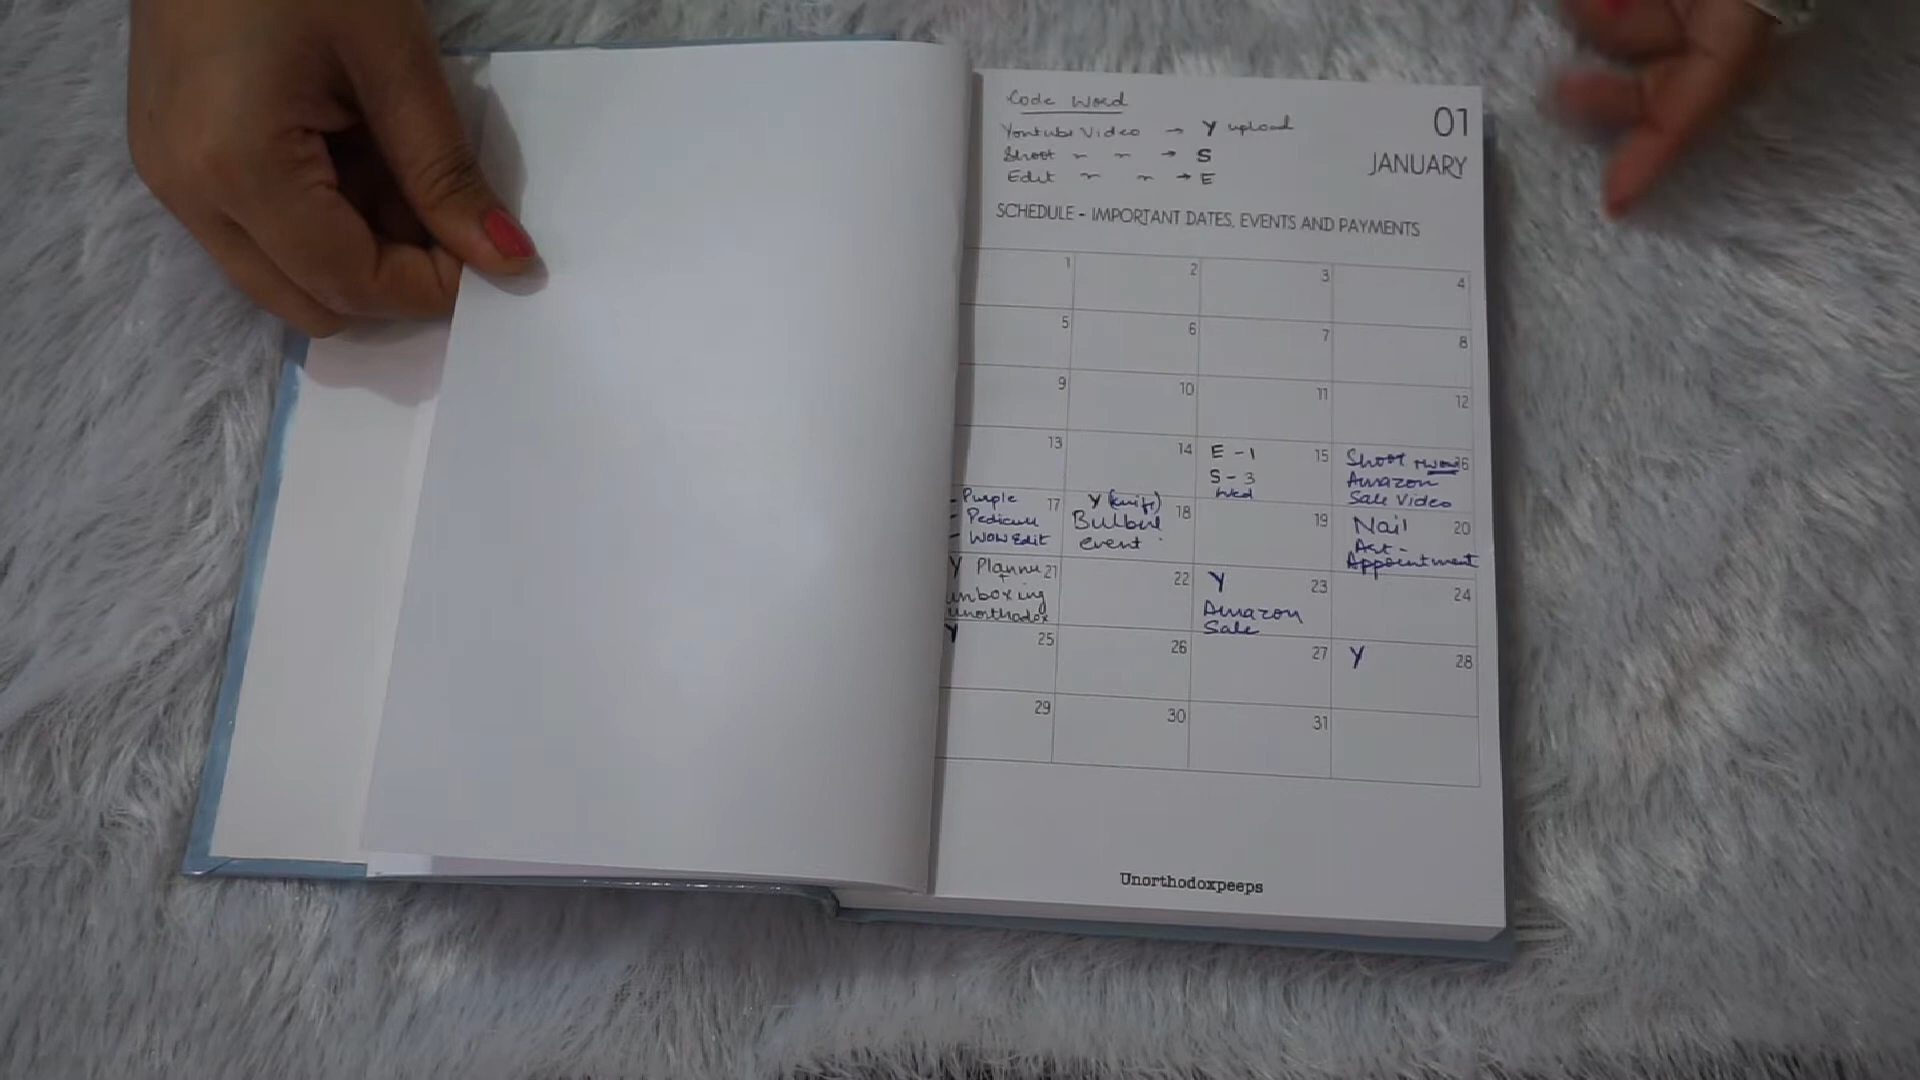 Code Word
01
Youtube Video → Y upload
JANUARY
Shoot " " → S
Edit " " → E
SCHEDULE - IMPORTANT DATES, EVENTS AND PAYMENTS
1
2
3
4
5
6
7
8
9
10
11
12
13
14
E - 1
S - 3
15
Shoot
Amazon
Sale Video
16
- Purple
- Pedicure
- WOW Edit
17
Y
Bulbul
event
18
19
Nail
Art -
Appointment
20
Y
+
unboxing
unorthodox
21
22
Y
Amazon
Sale
23
24
Y
25
26
27
Y
28
29
30
31
Unorthodoxpeeps